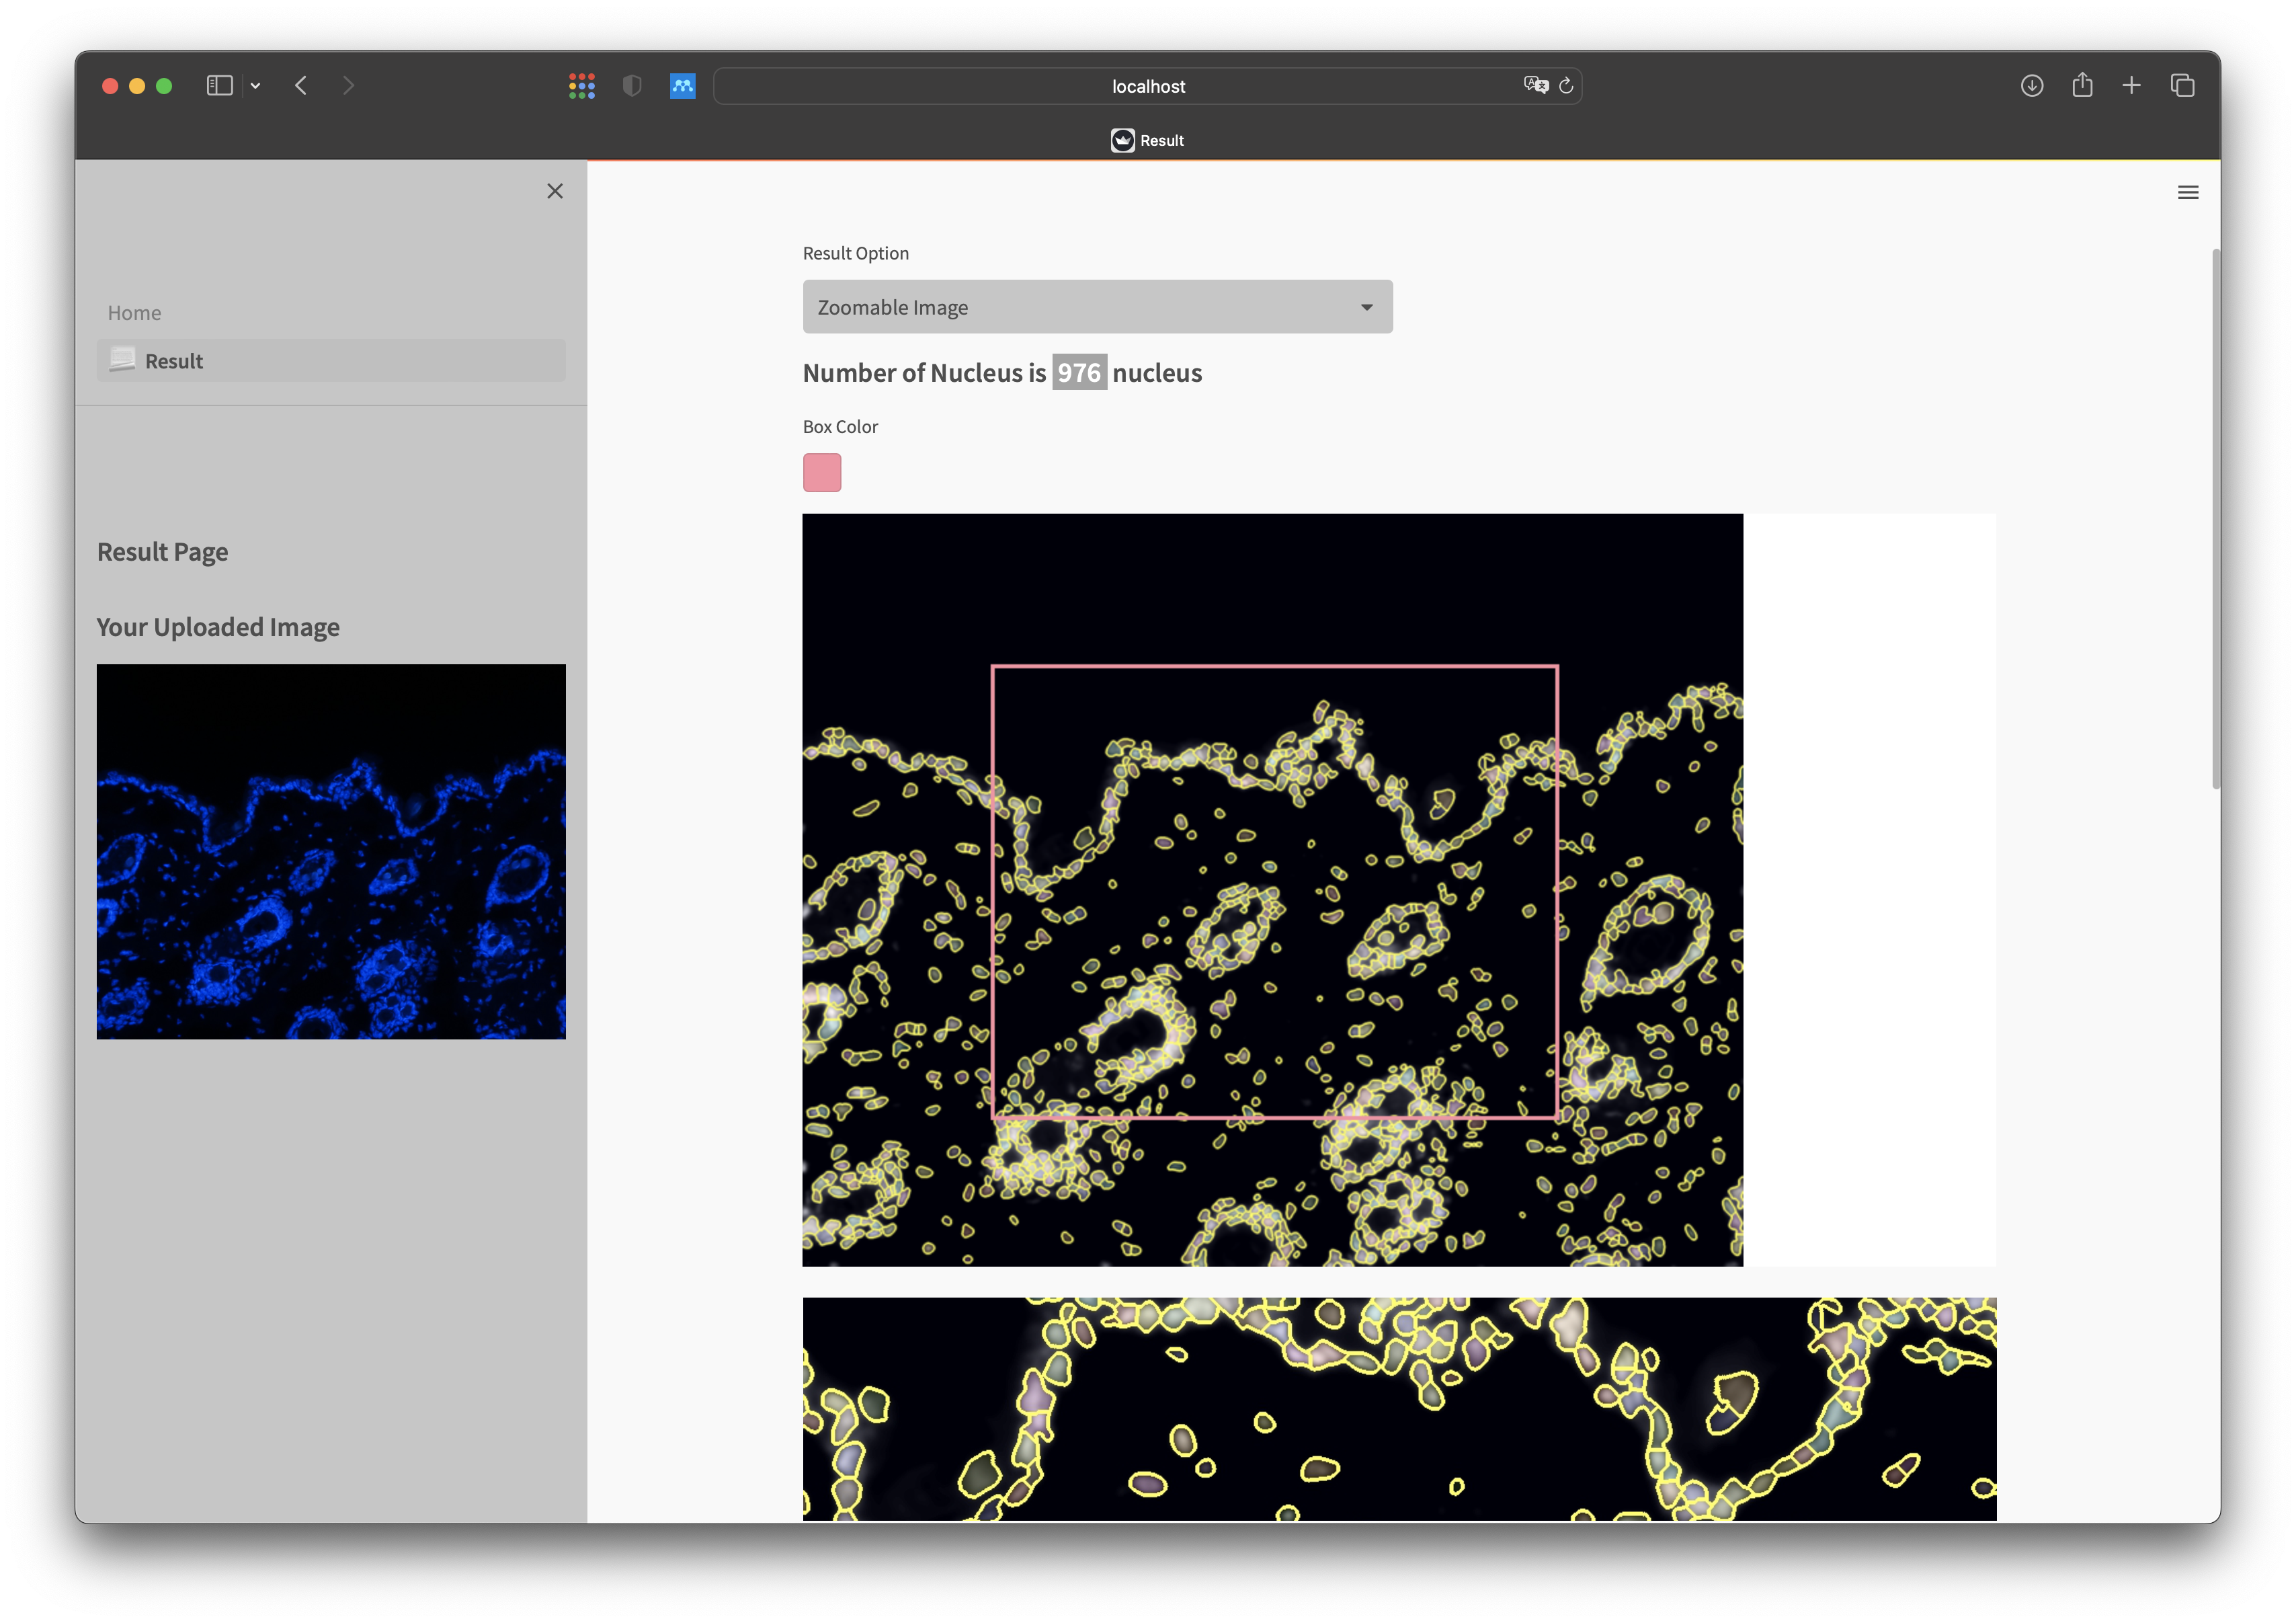 localhost
Result
Home
Result
Result Page
Your Uploaded Image
Result Option
Zoomable Image
Number of Nucleus is 976 nucleus
Box Color